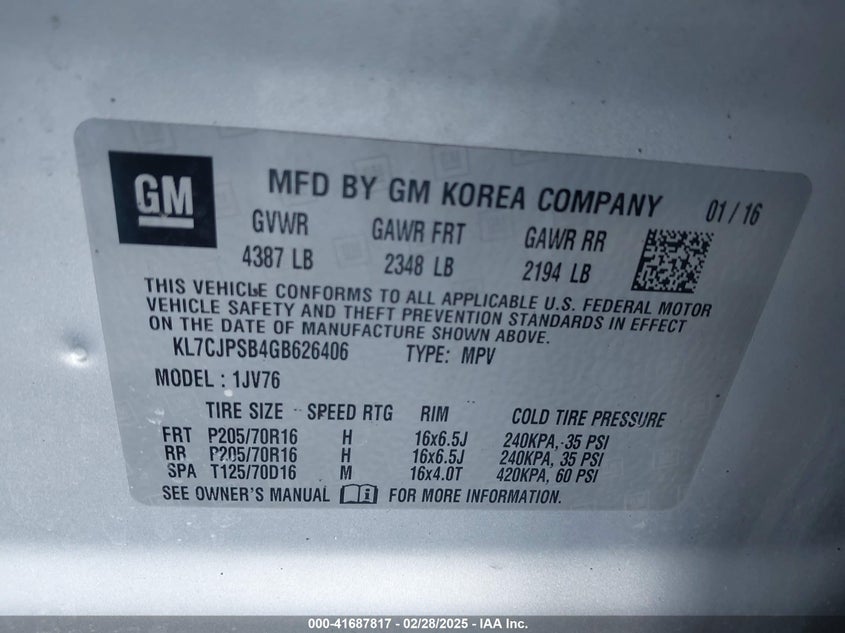 GM
MFD BY GM KOREA COMPANY 01 / 16
GVWR GAWR FRT GAWR RR
4387 LB 2348 LB 2194 LB
THIS VEHICLE CONFORMS TO ALL APPLICABLE U.S. FEDERAL MOTOR
VEHICLE SAFETY AND THEFT PREVENTION STANDARDS IN EFFECT
ON THE DATE OF MANUFACTURE SHOWN ABOVE.
KL7CJPSB4GB626406 TYPE: MPV
MODEL : 1JV76
TIRE SIZE SPEED RTG RIM COLD TIRE PRESSURE
FRT P205/70R16 H 16x6.5J 240KPA, 35 PSI
RR P205/70R16 H 16x6.5J 240KPA, 35 PSI
SPA T125/70D16 M 16x4.0T 420KPA, 60 PSI
SEE OWNER'S MANUAL FOR MORE INFORMATION.
000-41687817 - 02/28/2025 - IAA Inc.